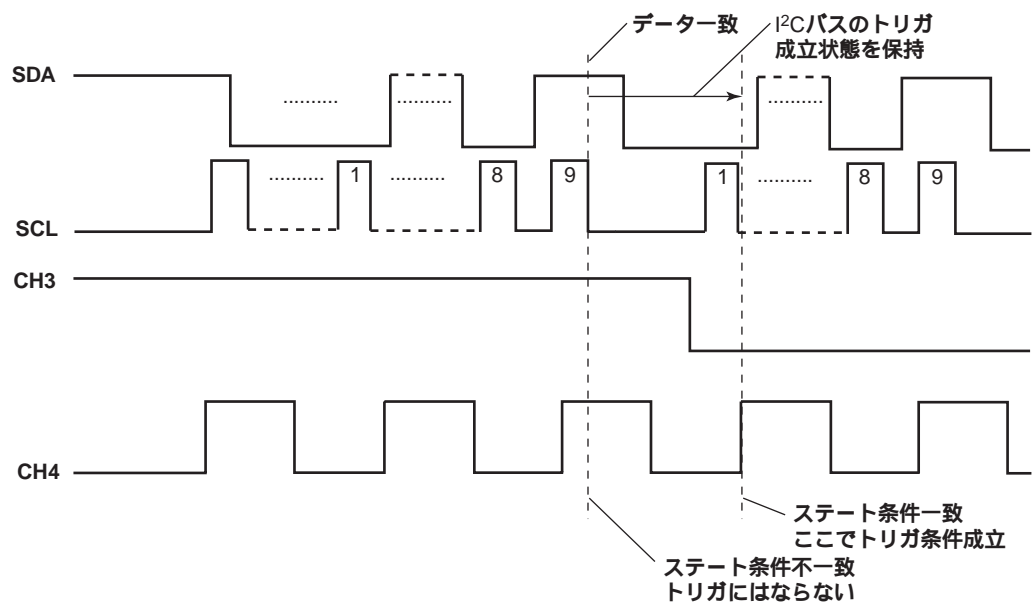 データ一致
I²Cバスのトリガ
成立状態を保持
SDA
..........
..........
..........
..........
1
..........
8
9
1
..........
8
9
SCL
CH3
CH4
ステート条件一致
ここでトリガ条件成立
ステート条件不一致
トリガにはならない